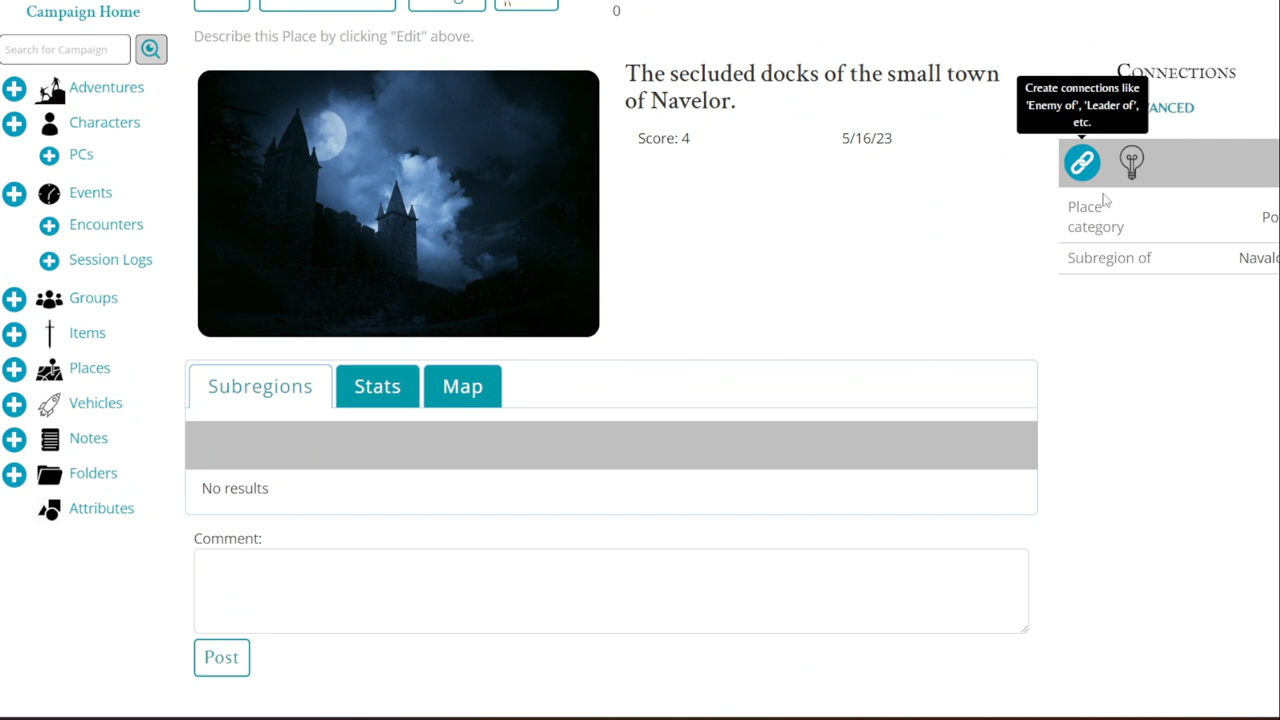 Campaign Home
Search for Campaign
Adventures
Characters
PCs
Events
Encounters
Session Logs
Groups
Items
Places
Vehicles
Notes
Folders
Attributes
0
Describe this Place by clicking "Edit" above.
The secluded docks of the small town
of Navelor.
Score: 4
5/16/23
Subregions
Stats
Map
No results
Comment:
Post
Connections
Create connections like
'Enemy of', 'Leader of',
etc.
Place
category
Subregion of